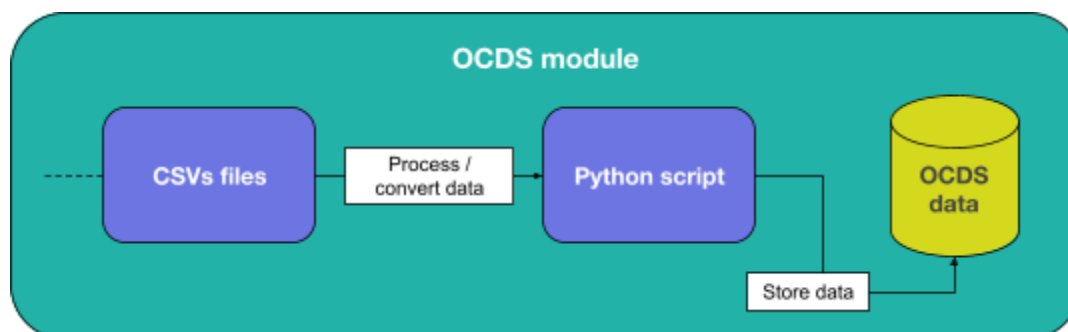 OCDS module
CSVs files
Process /
convert data
Python script
OCDS
data
Store data